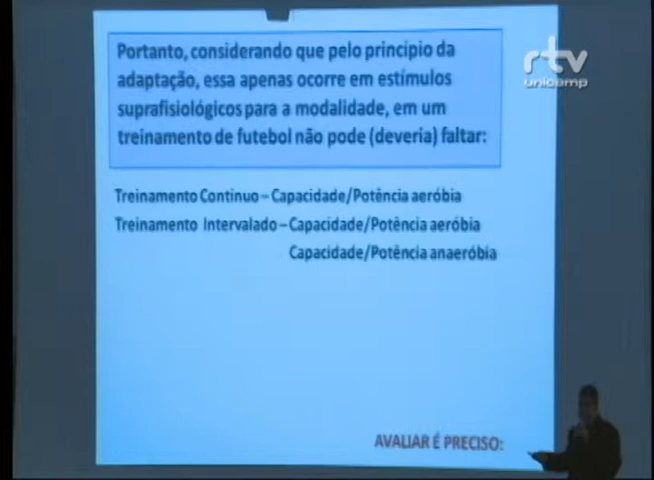 Portanto, considerando que pelo princípio da
adaptação, essa apenas ocorre em estímulos
suprafisiológicos para a modalidade, em um
treinamento de futebol não pode (deveria) faltar:
Treinamento Continuo – Capacidade/Potência aeróbia
Treinamento Intervalado – Capacidade/Potência aeróbia
Capacidade/Potência anaeróbia
AVALIAR É PRECISO:
rtv
unicamp